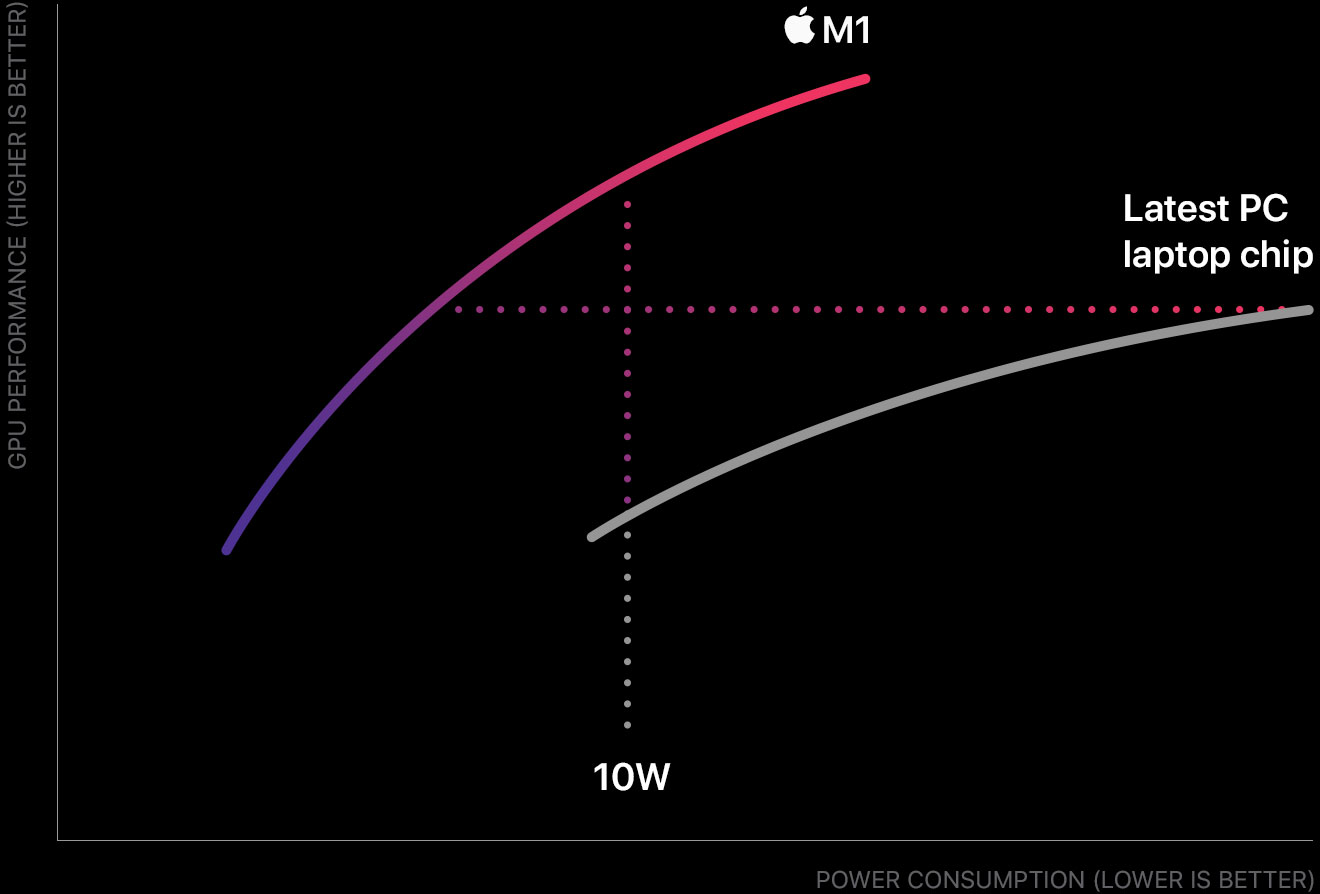 GPU PERFORMANCE (HIGHER IS BETTER)
M1
Latest PC
laptop chip
10W
POWER CONSUMPTION (LOWER IS BETTER)